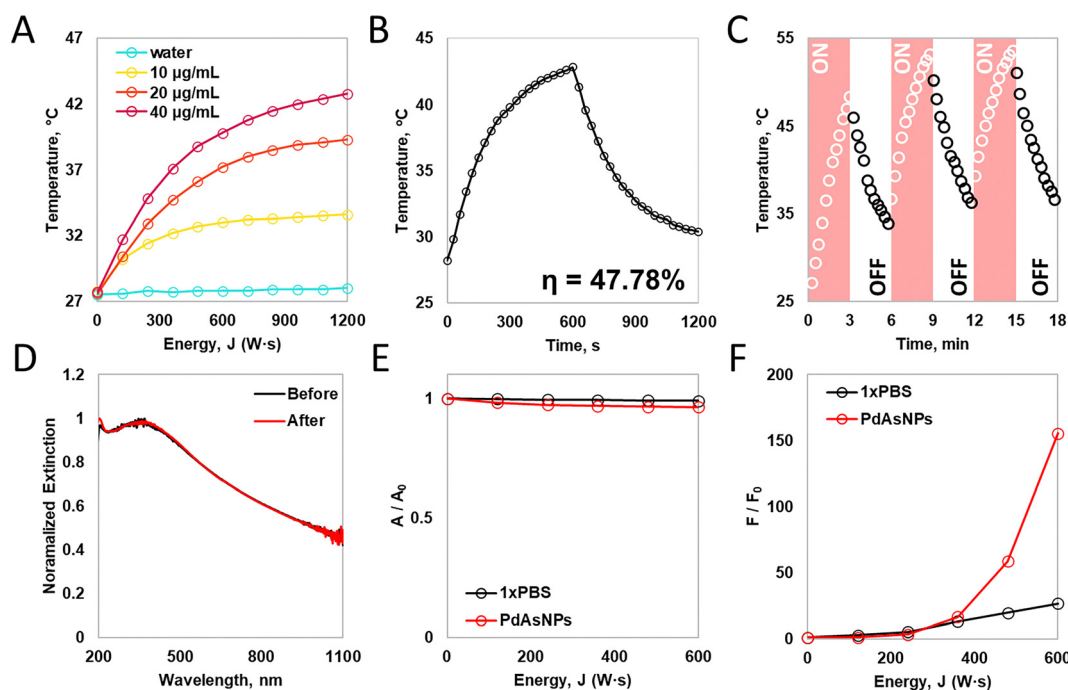 A
Temperature, °C
47
42
37
32
27
water
10 µg/mL
20 µg/mL
40 µg/mL
0
300
600
900
1200
Energy, J (W·s)
B
Temperature, °C
45
40
35
30
25
η = 47.78%
0
300
600
900
1200
Time, s
C
Temperature, °C
55
45
35
25
ON
OFF
ON
OFF
ON
OFF
0
3
6
9
12
15
18
Time, min
D
Noramalized Extinction
1.2
1
0.8
0.6
0.4
0.2
0
Before
After
200
500
800
1100
Wavelength, nm
E
A / A0
1
0.5
0
1xPBS
PdAsNPs
0
200
400
600
Energy, J (W·s)
F
F / F0
200
150
100
50
0
1xPBS
PdAsNPs
0
200
400
600
Energy, J (W·s)